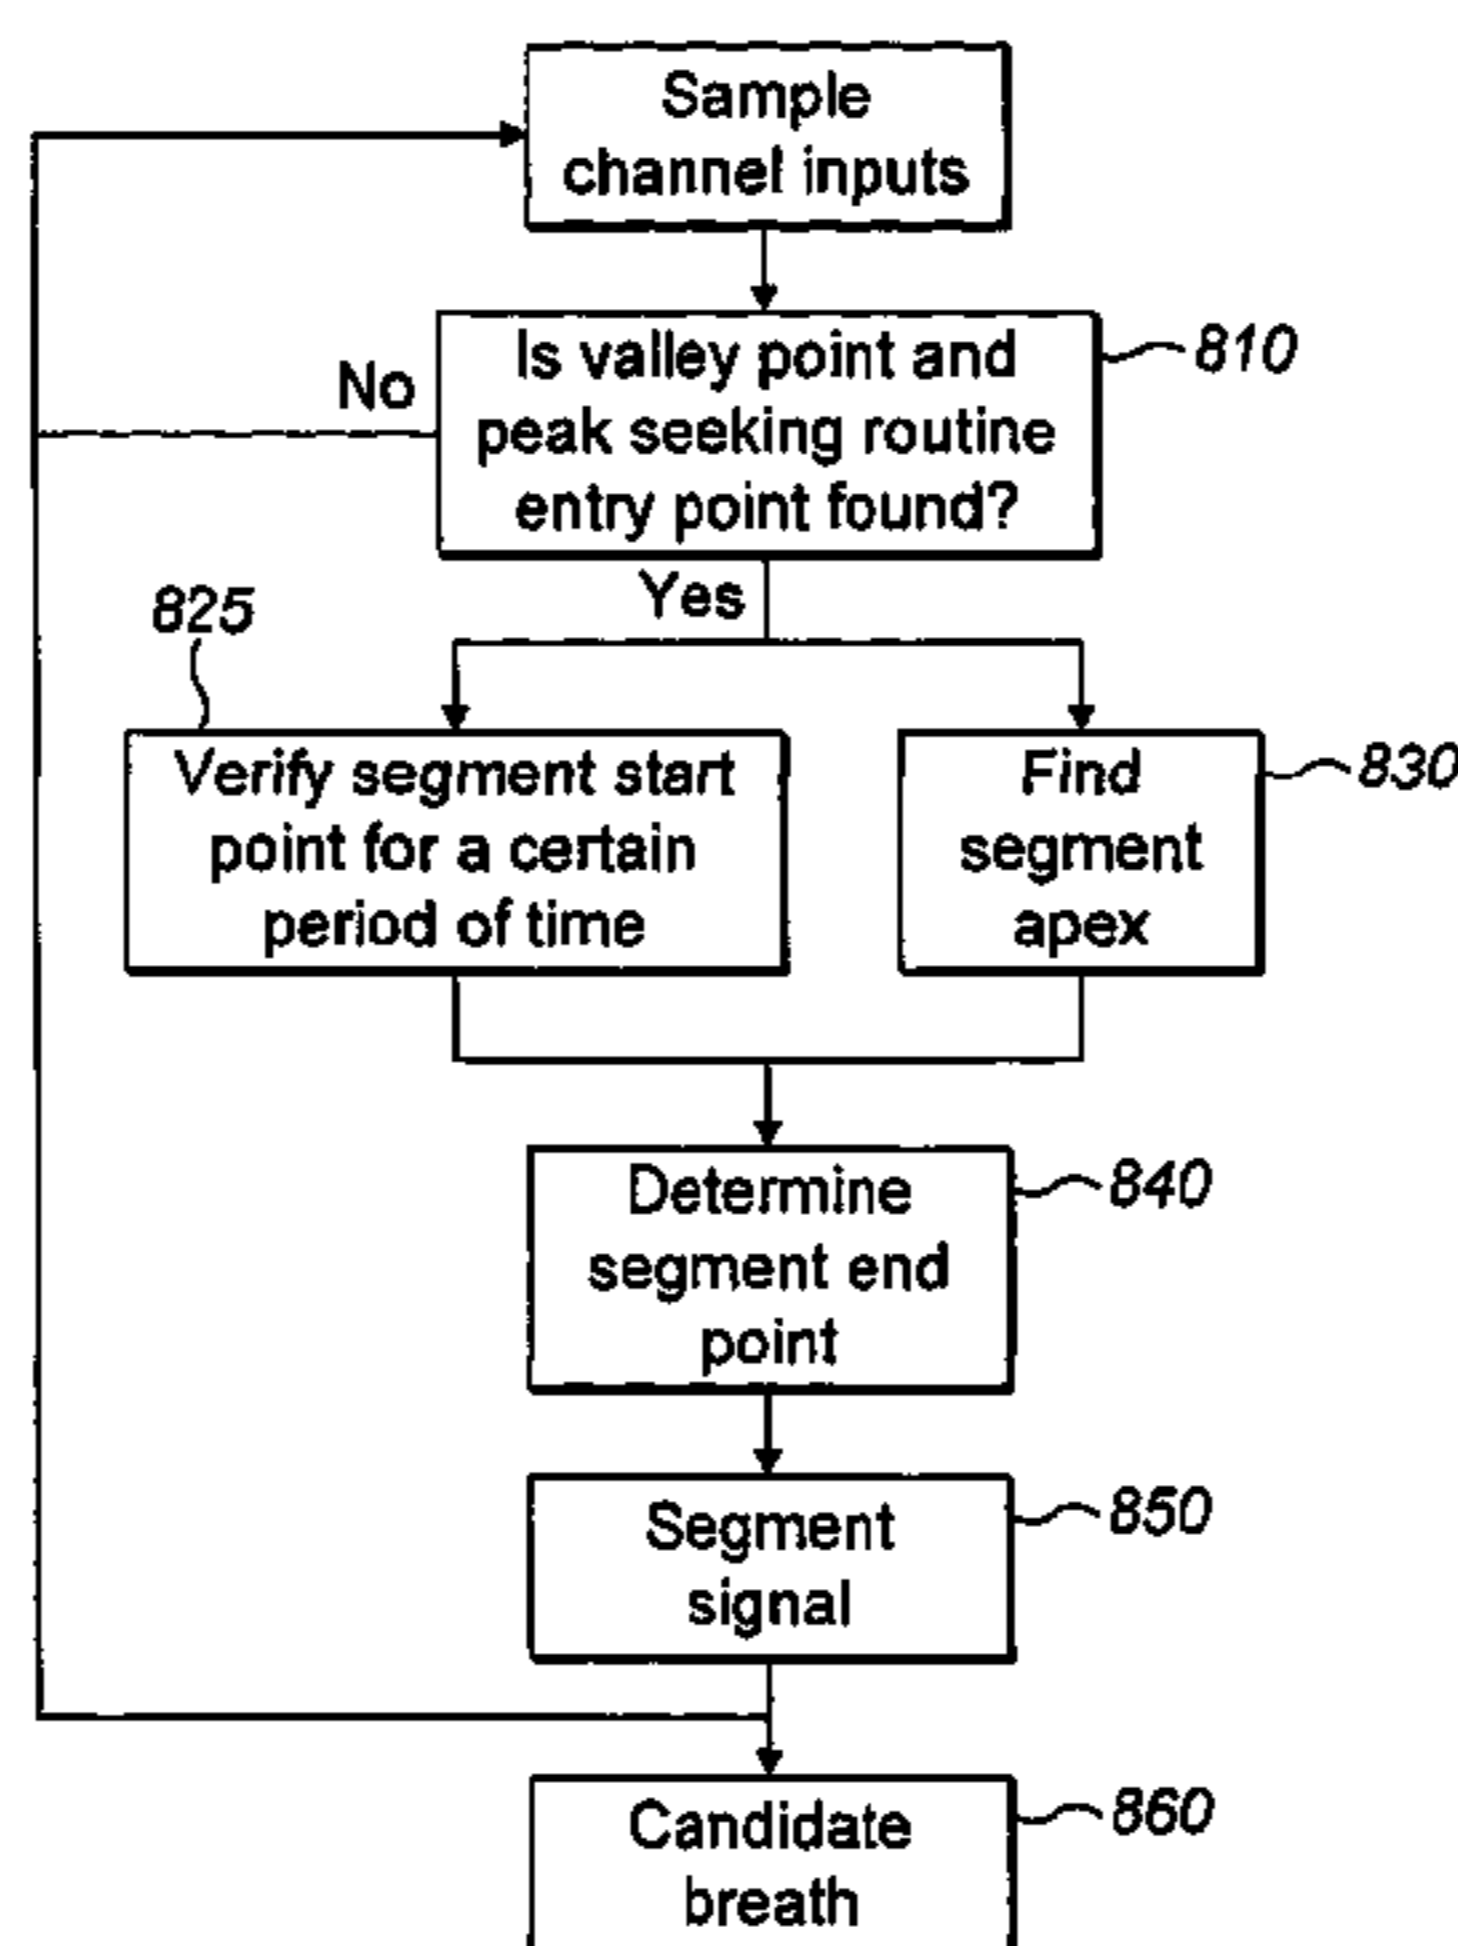 Sample
channel inputs
Is valley point and
peak seeking routine
entry point found?
810
No
Yes
825
Verify segment start
point for a certain
period of time
Find
segment
apex
830
Determine
segment end
point
840
Segment
signal
850
Candidate
breath
860